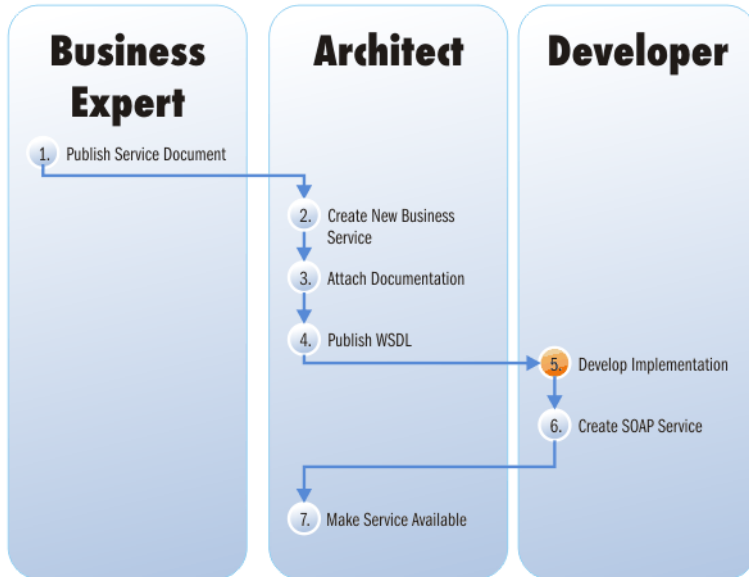 Business
Expert
Architect
Developer
1. Publish Service Document
2. Create New Business
Service
3. Attach Documentation
4. Publish WSDL
5. Develop Implementation
6. Create SOAP Service
7. Make Service Available